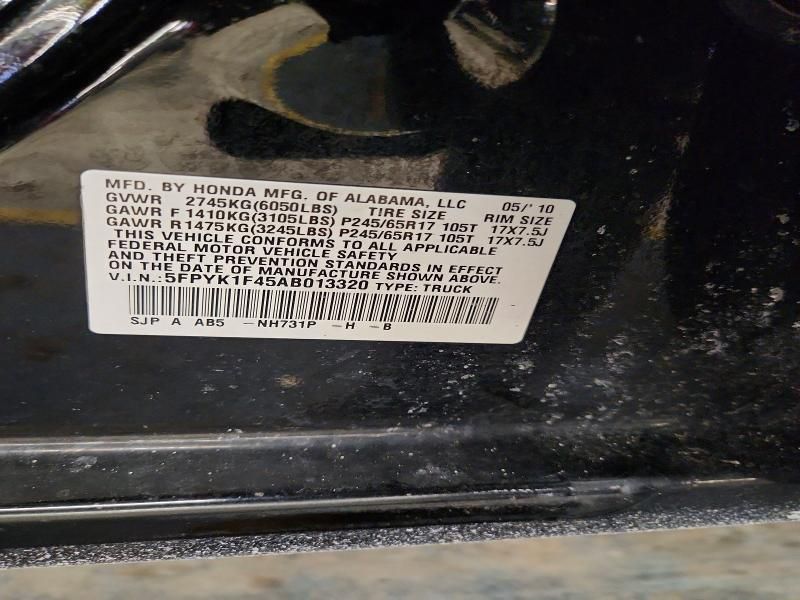 MFD. BY HONDA MFG. OF ALABAMA, LLC 05/' 10
GVWR 2745KG(6050LBS) TIRE SIZE RIM SIZE
GAWR F 1410KG(3105LBS) P245/65R17 105T 17X7.5J
GAWR R1475KG(3245LBS) P245/65R17 105T 17X7.5J
THIS VEHICLE CONFORMS TO ALL APPLICABLE
FEDERAL MOTOR VEHICLE SAFETY
AND THEFT PREVENTION STANDARDS IN EFFECT
ON THE DATE OF MANUFACTURE SHOWN ABOVE.
V.I.N.:5FPYK1F45AB013320 TYPE: TRUCK
SJP A AB5 -NH731P -H -B